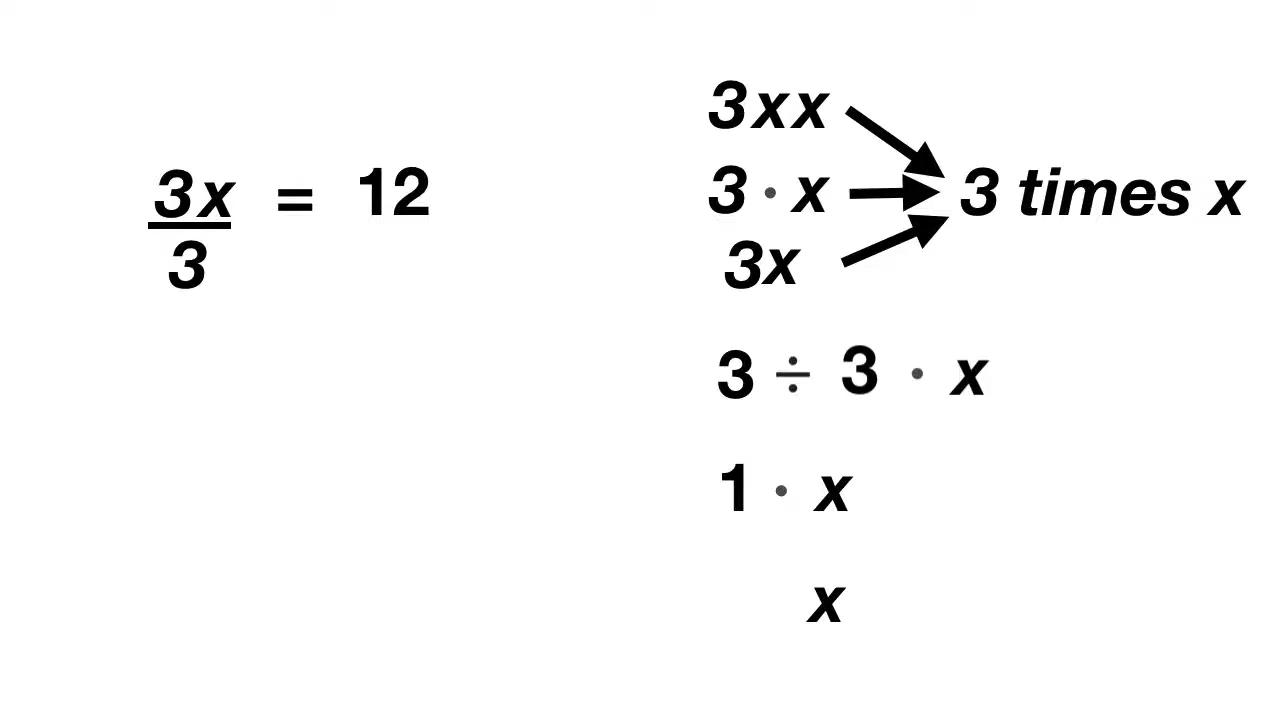 3x = 12
3
3xx
3 · x
3x
3 times x
3 ÷ 3 · x
1 · x
x